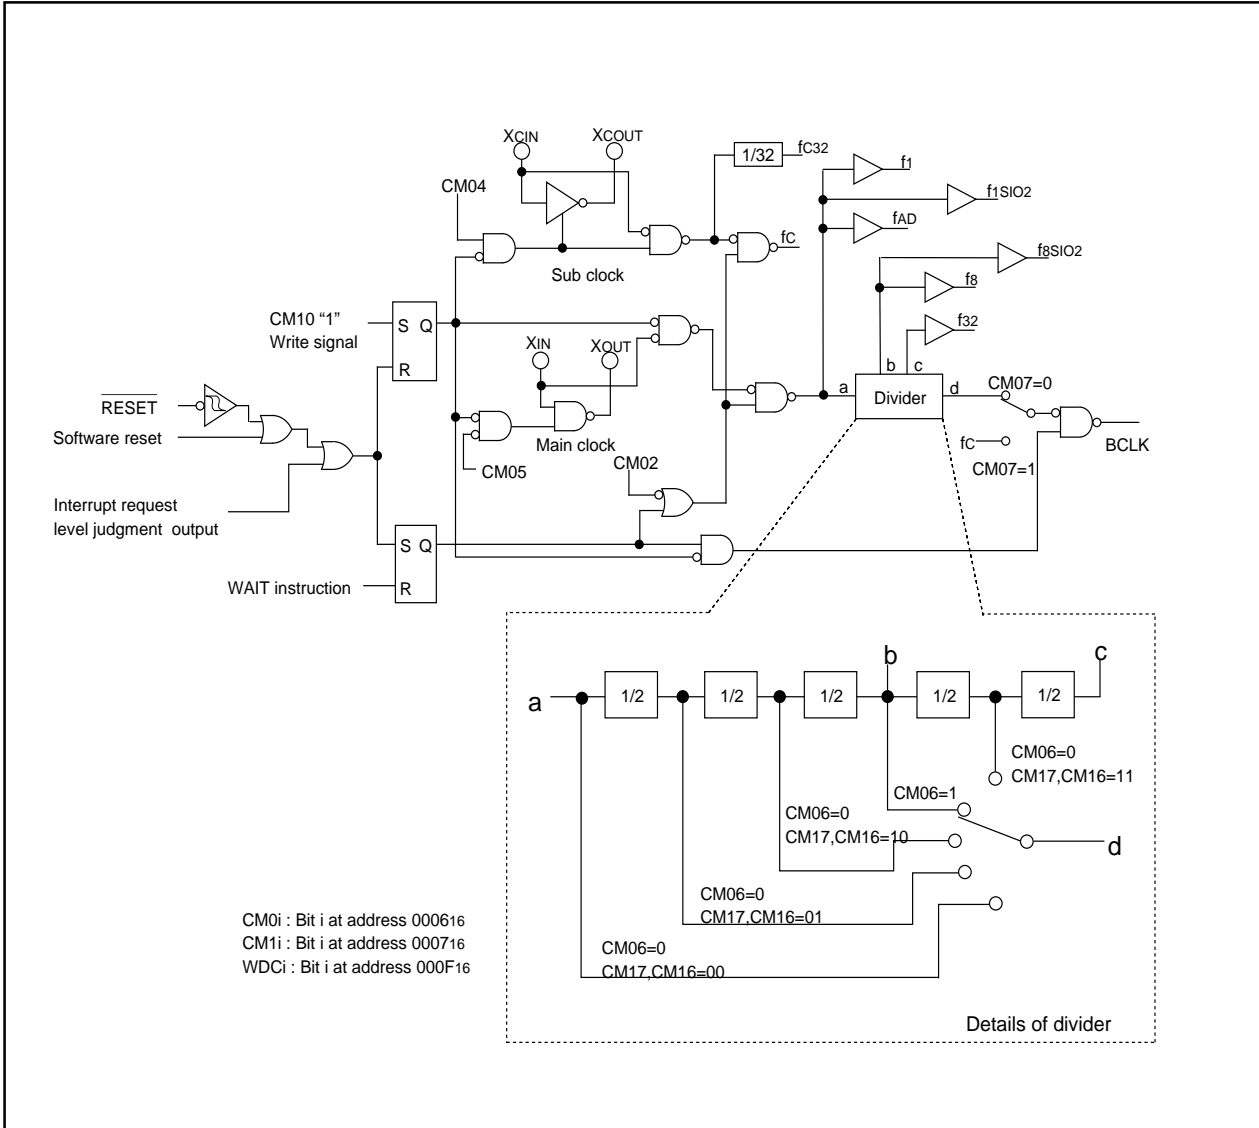 XCIN
XCOUT
1/32
fC32
f1
CM04
f1SIO2
fAD
fC
Sub clock
f8SIO2
f8
CM10 “1”
Write signal
S Q
R
f32
XIN
XOUT
b
c
a
Divider
d
CM07=0
RESET
Software reset
Main clock
CM05
CM02
fC
CM07=1
BCLK
Interrupt request
level judgment output
S Q
R
WAIT instruction
a
1/2
1/2
1/2
b
1/2
1/2
c
CM06=0
CM17,CM16=11
CM06=1
CM06=0
CM17,CM16=10
d
CM06=0
CM17,CM16=01
CM06=0
CM17,CM16=00
CM0i : Bit i at address 000616
CM1i : Bit i at address 000716
WDCi : Bit i at address 000F16
Details of divider